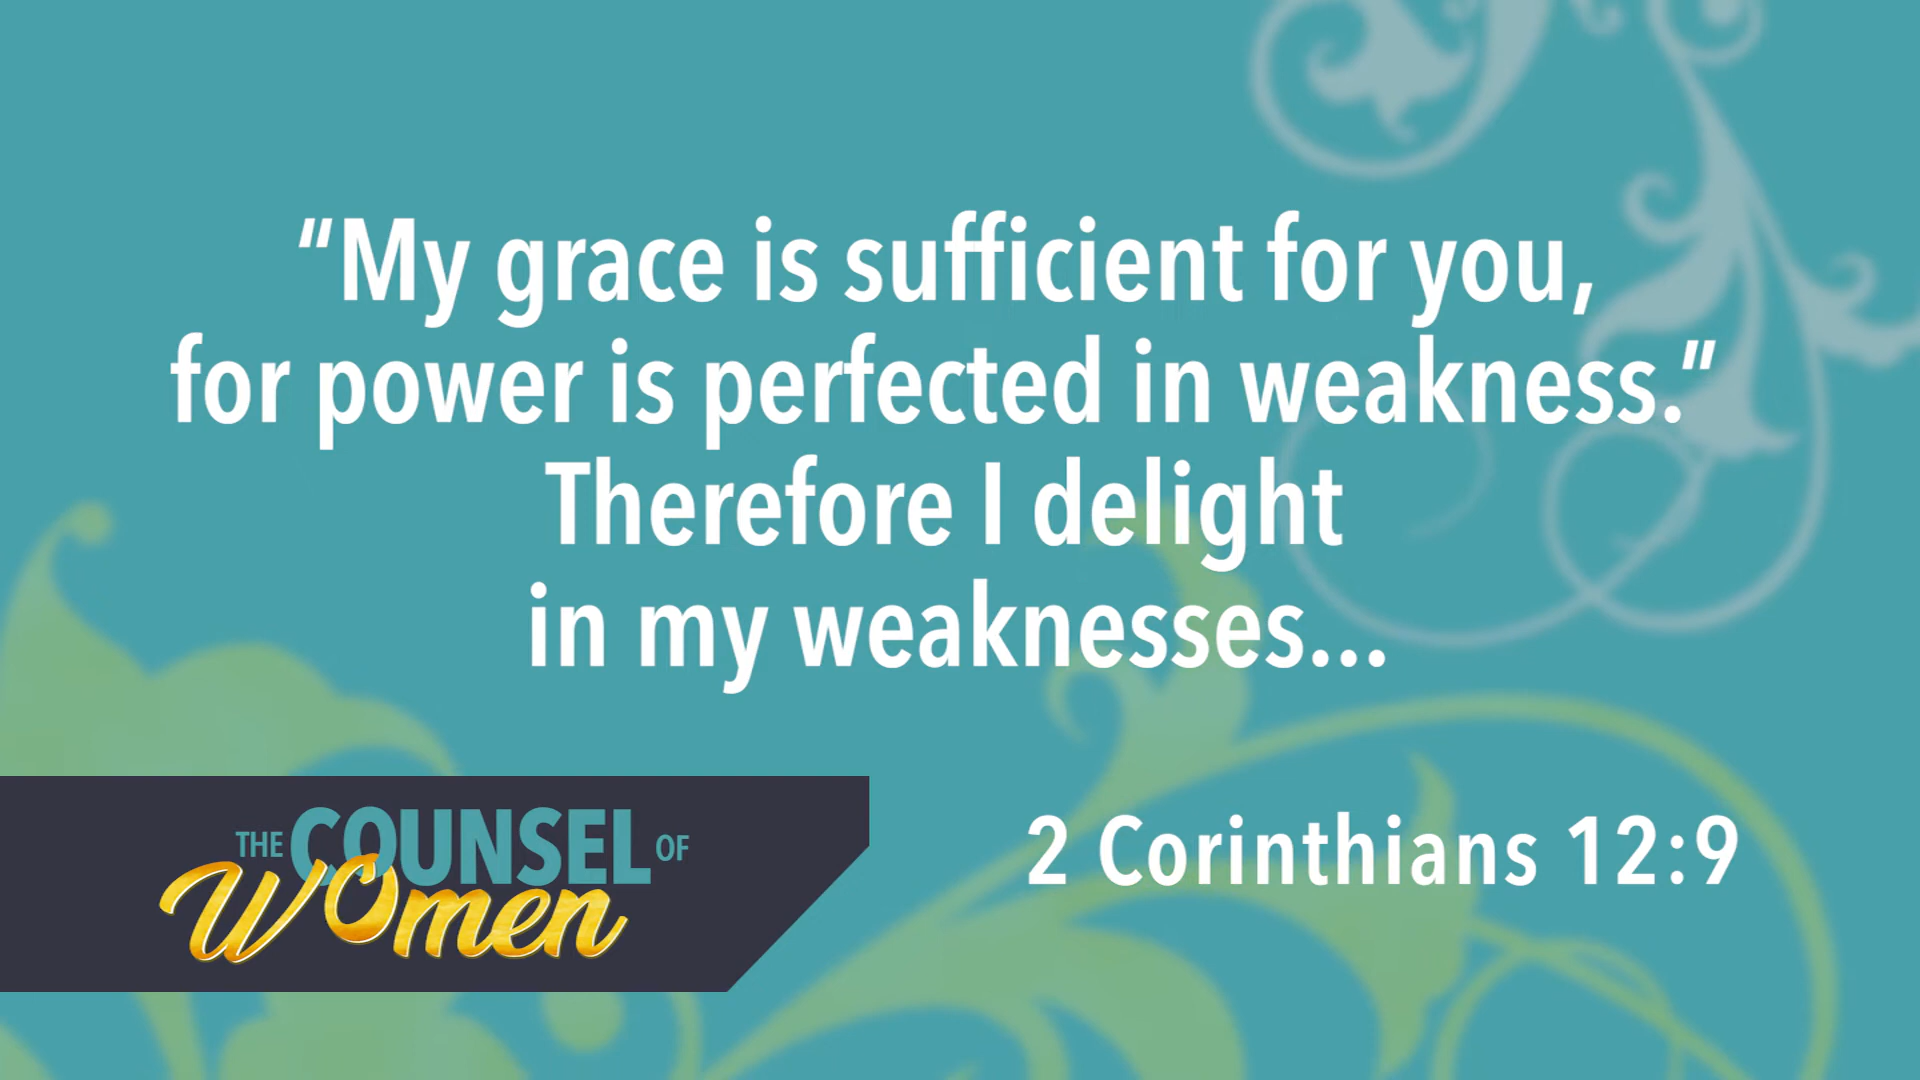 “My grace is sufficient for you,
for power is perfected in weakness.”
Therefore I delight
in my weaknesses...
2 Corinthians 12:9
THE COUNSEL OF
Women